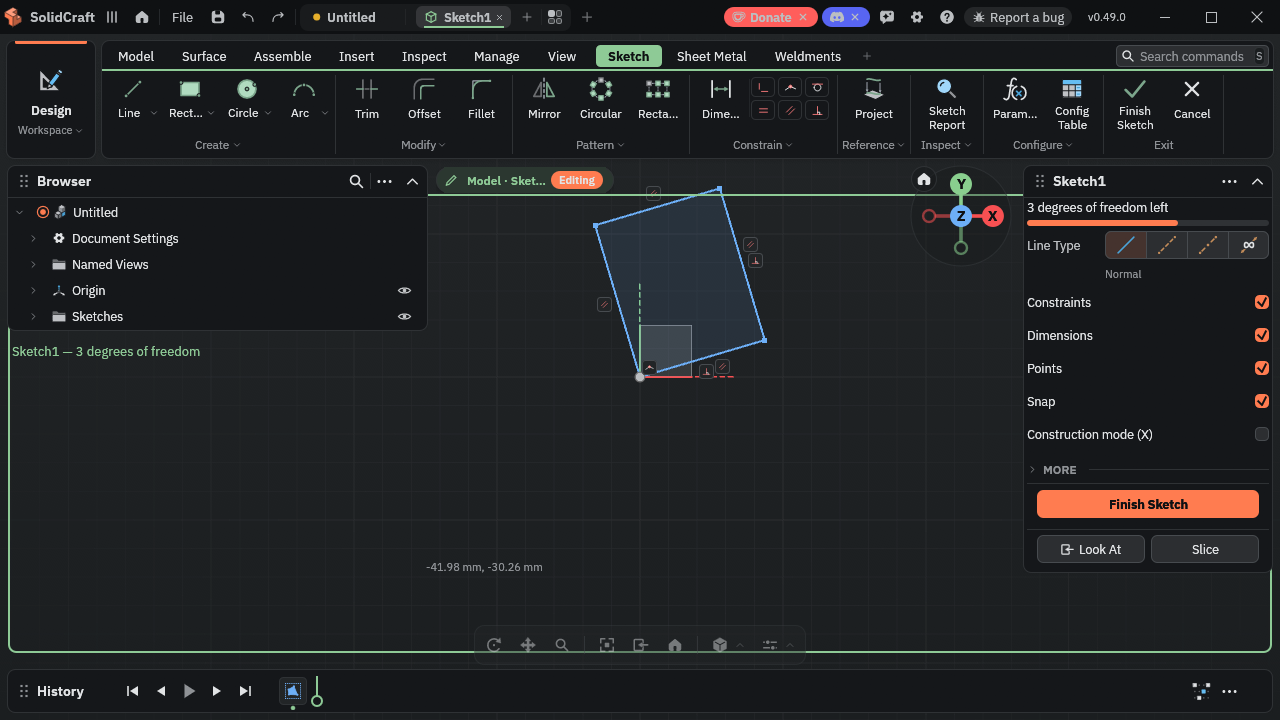 SolidCraft
File
Untitled
Sketch1
Donate
Report a bug
v0.49.0
Design
Workspace
Model
Surface
Assemble
Insert
Inspect
Manage
View
Sketch
Sheet Metal
Weldments
Search commands
S
Line
Rect...
Circle
Arc
Create
Trim
Offset
Fillet
Modify
Mirror
Circular
Recta...
Pattern
Dime...
Constrain
Project
Reference
Sketch
Report
Inspect
Param...
Config
Table
Configure
Finish
Sketch
Cancel
Exit
Browser
Untitled
Document Settings
Named Views
Origin
Sketches
Sketch1 — 3 degrees of freedom
Model · Sket...
Editing
Y
Z
X
-41.98 mm, -30.26 mm
Sketch1
3 degrees of freedom left
Line Type
Normal
Constraints
Dimensions
Points
Snap
Construction mode (X)
MORE
Finish Sketch
Look At
Slice
History